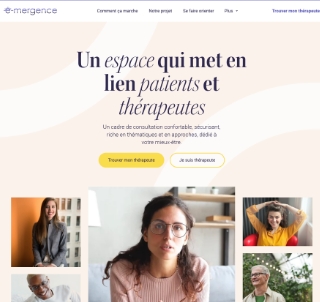 e-mergence
Comment ça marche Notre projet Se faire orienter Plus Trouver mon thérapeute
Un espace qui met en
lien patients et
thérapeutes
Un cadre de consultation confortable, sécurisant,
riche en thématiques et en approches, dédié à
votre mieux-être.
Trouver mon thérapeute Je suis thérapeute